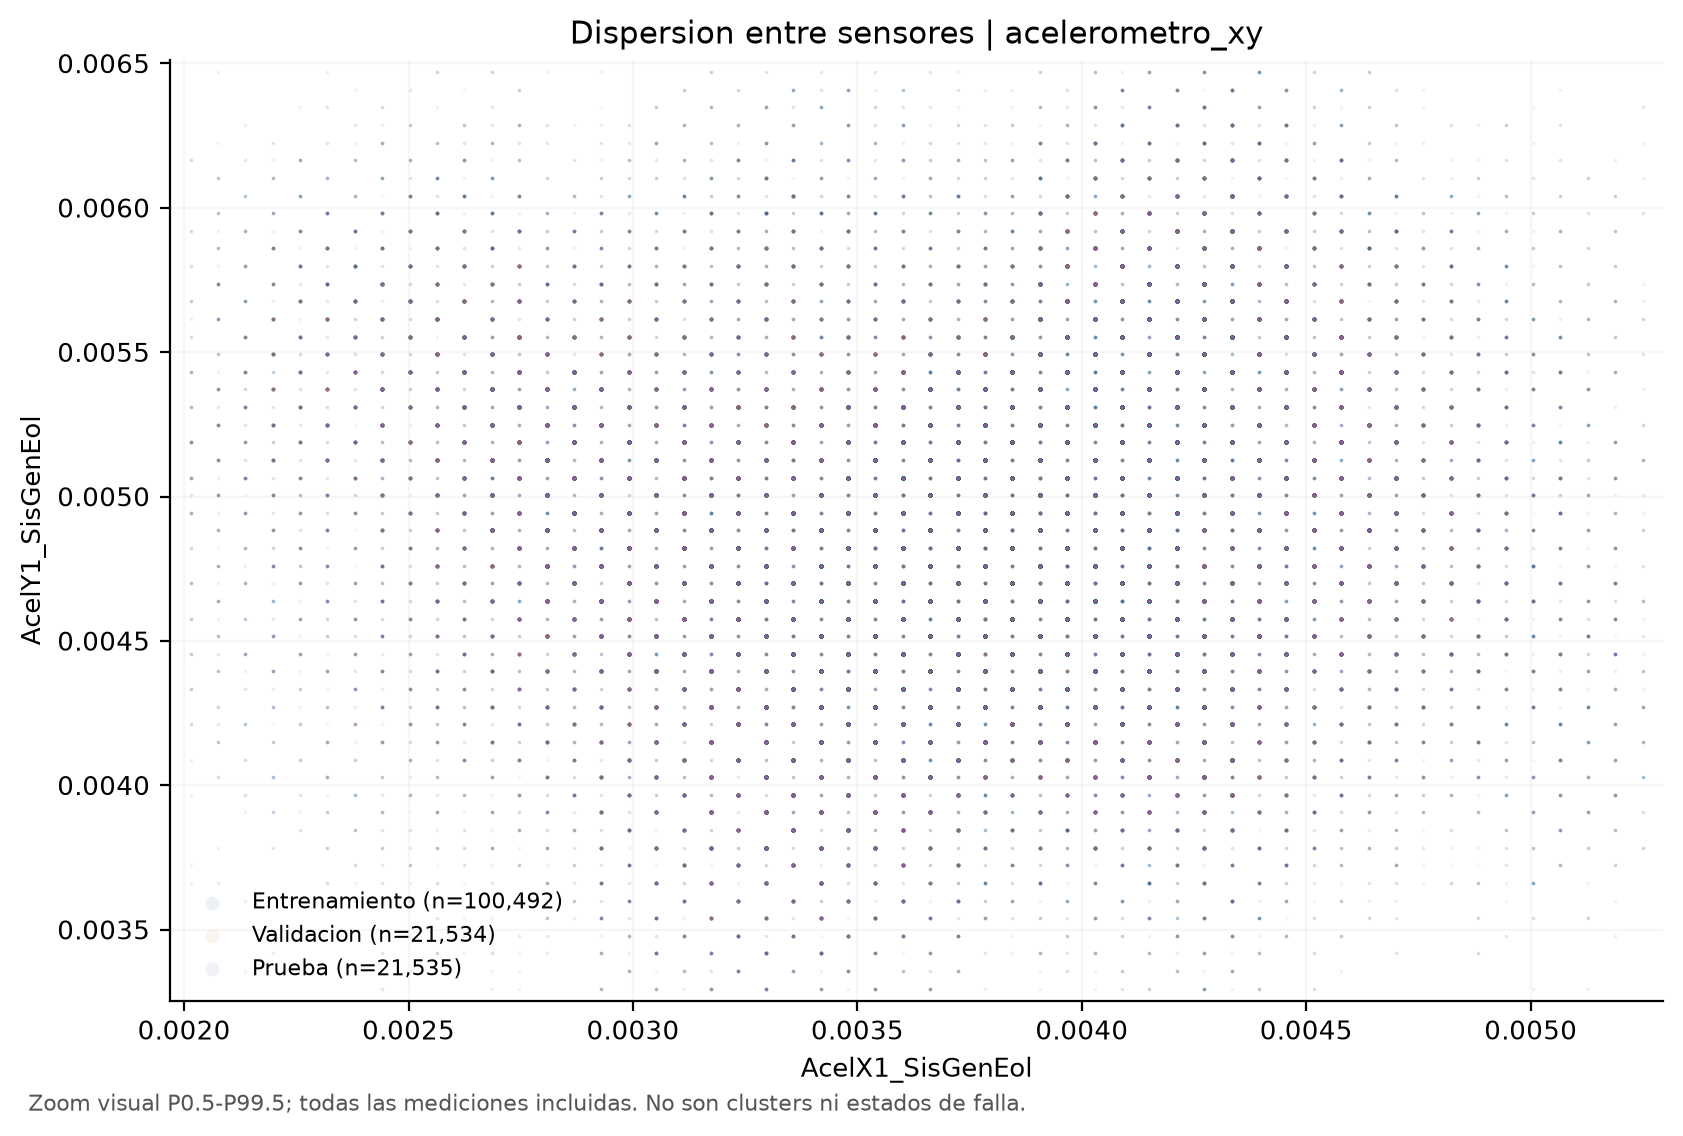 Dispersion entre sensores | acelerometro_xy
0.0065
0.0060
0.0055
0.0050
0.0045
0.0040
0.0035
AcelY1_SisGenEol
Entrenamiento (n=100,492)
Validacion (n=21,534)
Prueba (n=21,535)
0.0020 0.0025 0.0030 0.0035 0.0040 0.0045 0.0050
AcelX1_SisGenEol
Zoom visual P0.5-P99.5; todas las mediciones incluidas. No son clusters ni estados de falla.